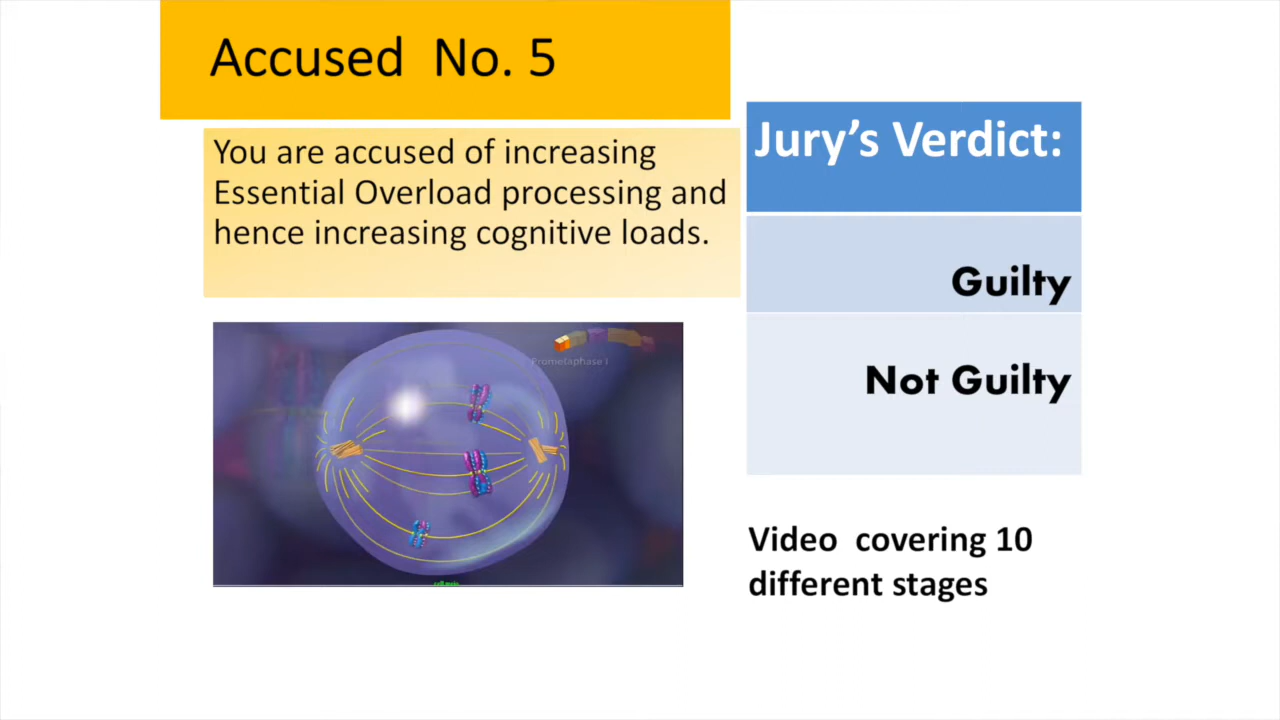 Accused  No. 5
You are accused of increasing
Essential Overload processing and
hence increasing cognitive loads.
Jury’s Verdict:
Guilty
Not Guilty
Prometaphase I
Video  covering 10
different stages